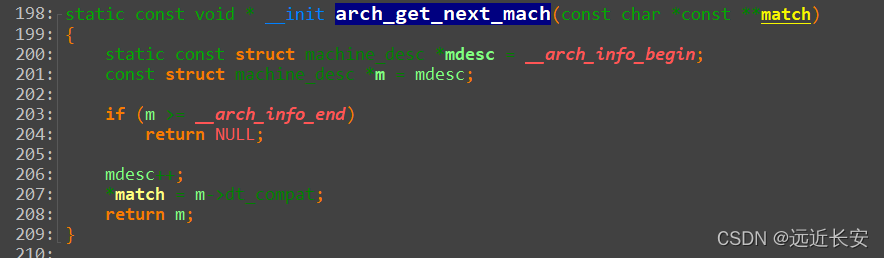 198: static const void * __init arch_get_next_mach(const char *const **match)
199: {
200:     static const struct machine_desc *mdesc = __arch_info_begin;
201:     const struct machine_desc *m = mdesc;
202:
203:     if (m >= __arch_info_end)
204:         return NULL;
205:
206:     mdesc++;
207:     *match = m->dt_compat;
208:     return m;
209: }
210:
CSDN @远近长安